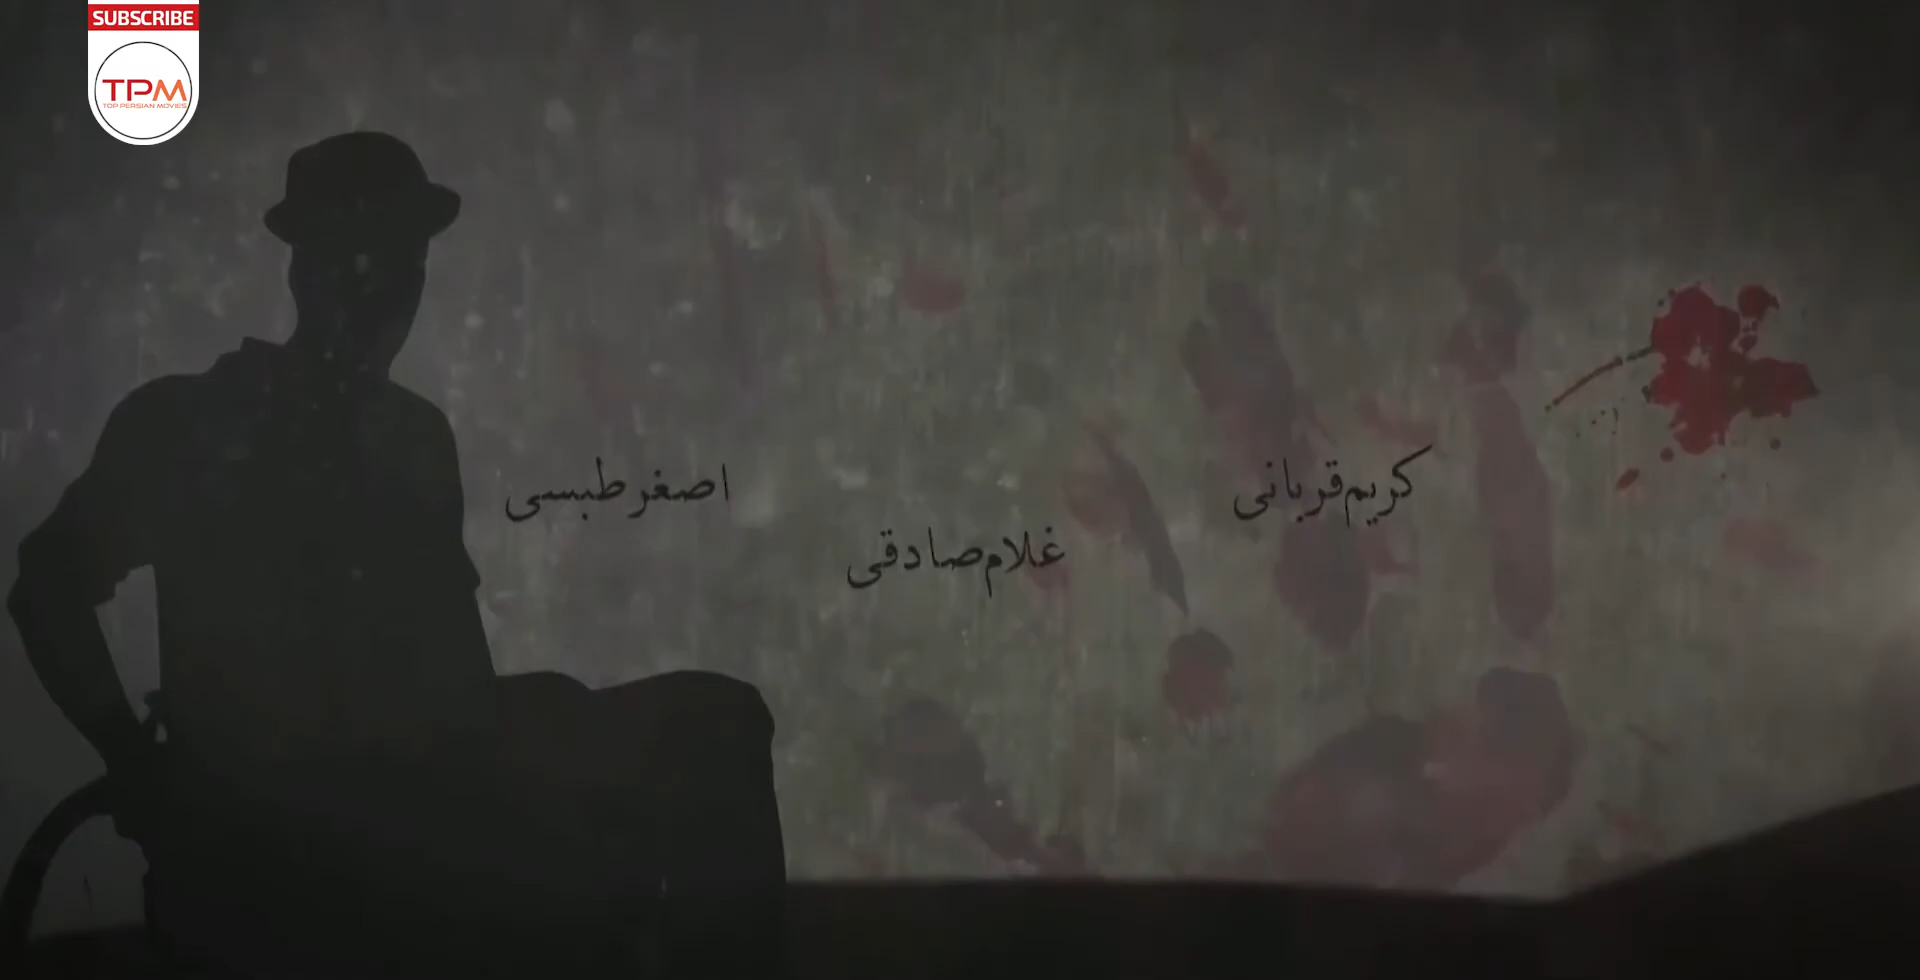 SUBSCRIBE
TPM
TOP PERSIAN MOVIES
کریم قربانی
اصغر طبسی
غلام صادقی